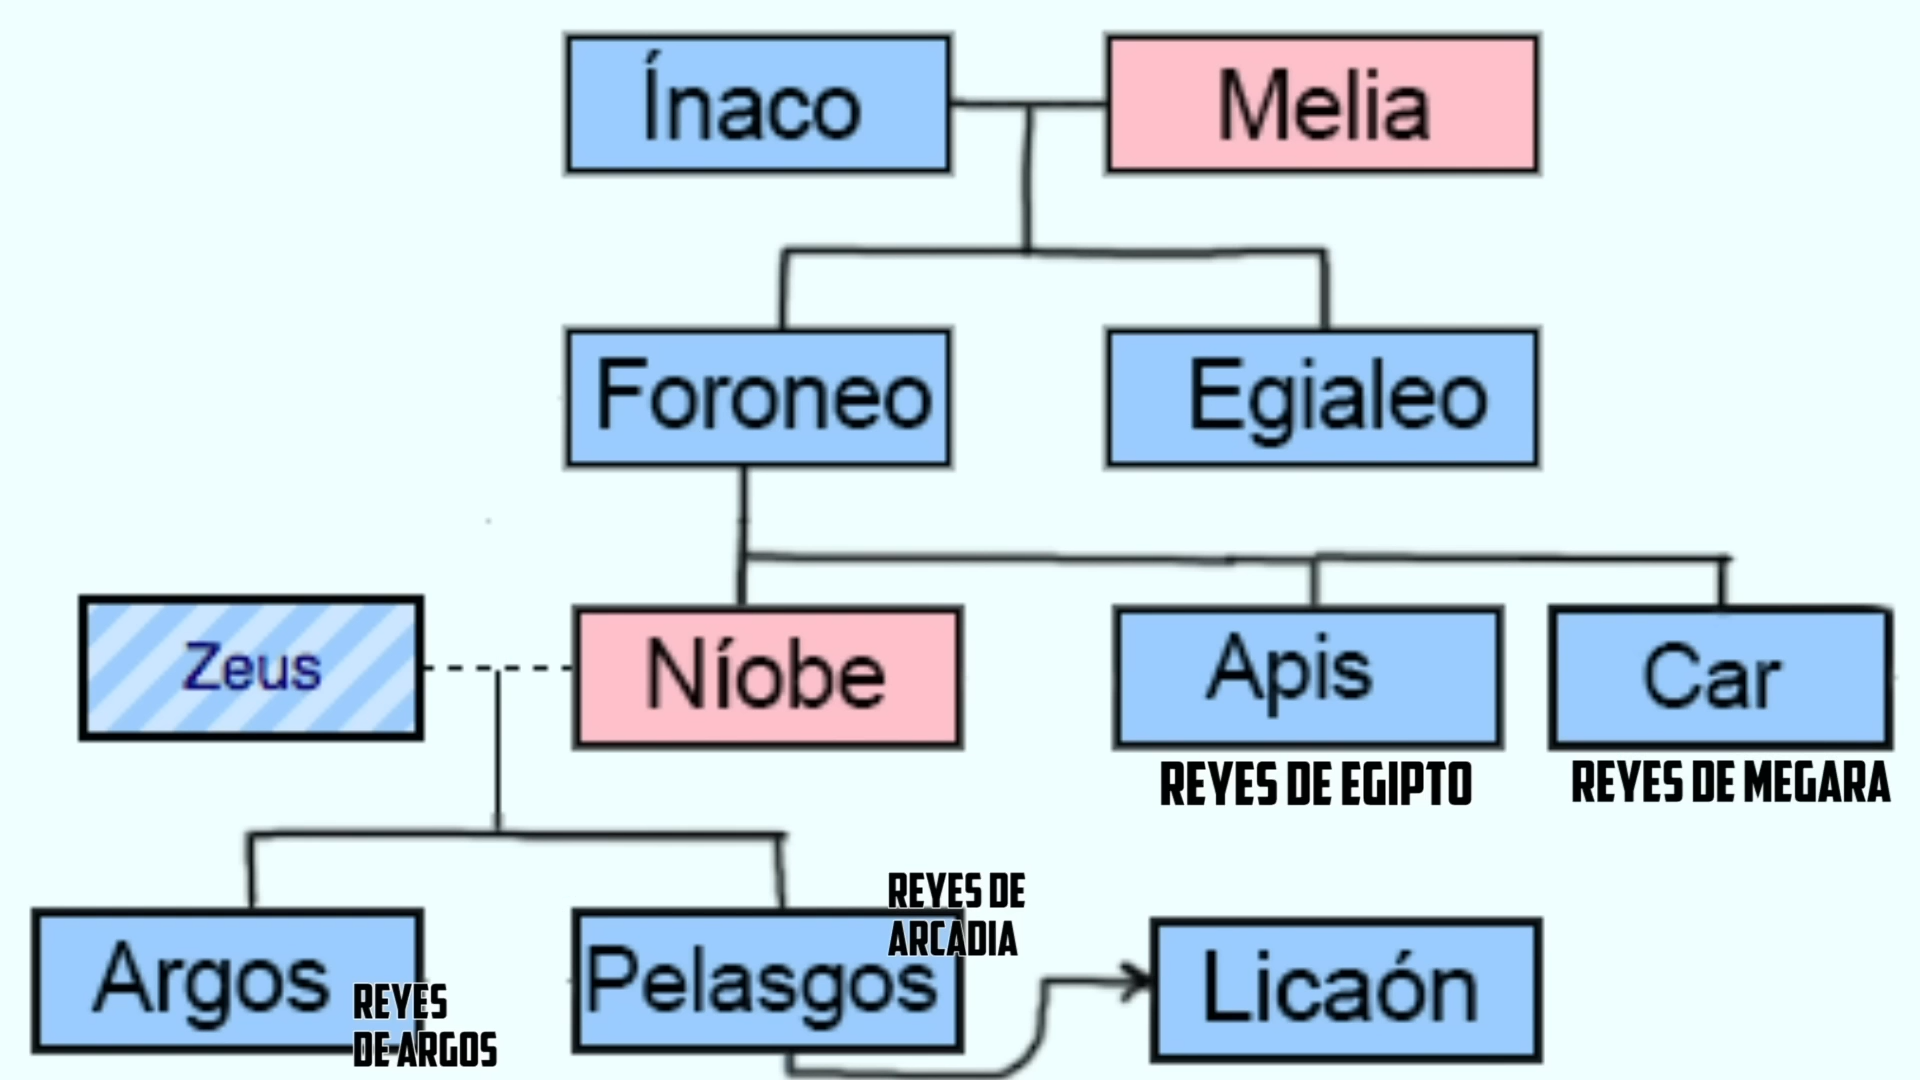 Ínaco
Melia
Foroneo
Egialeo
Zeus
Níobe
Apis
Car
REYES DE EGIPTO
REYES DE MEGARA
REYES DE
ARCADIA
Argos
Pelasgos
Licaón
REYES
DE ARGOS